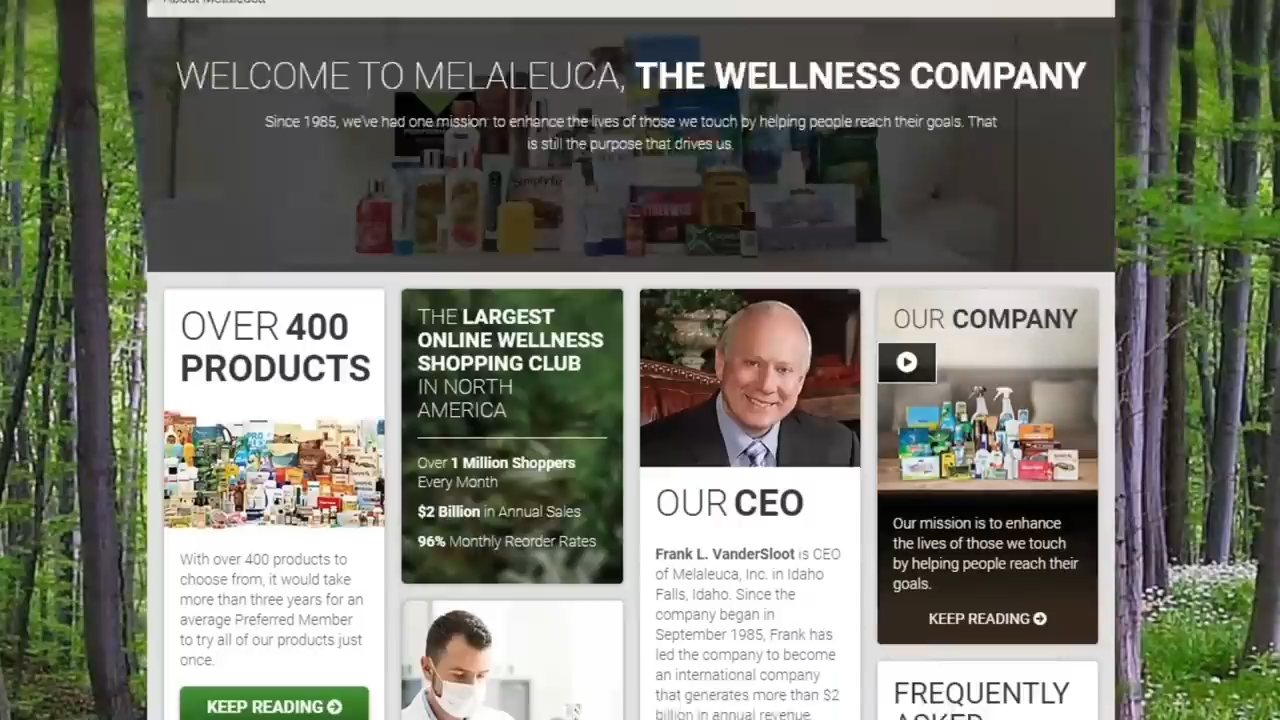 About Melaleuca
WELCOME TO MELALEUCA, THE WELLNESS COMPANY
Since 1985, we've had one mission: to enhance the lives of those we touch by helping people reach their goals. That
is still the purpose that drives us.
OVER 400
PRODUCTS
With over 400 products to
choose from, it would take
more than three years for an
average Preferred Member
to try all of our products just
once.
KEEP READING
THE LARGEST
ONLINE WELLNESS
SHOPPING CLUB
IN NORTH
AMERICA
Over 1 Million Shoppers
Every Month
$2 Billion in Annual Sales
96% Monthly Reorder Rates
OUR CEO
Frank L. VanderSloot is CEO
of Melaleuca, Inc. in Idaho
Falls, Idaho. Since the
company began in
September 1985, Frank has
led the company to become
an international company
that generates more than $2
billion in annual revenue.
OUR COMPANY
Our mission is to enhance
the lives of those we touch
by helping people reach their
goals.
KEEP READING
FREQUENTLY
ASKED